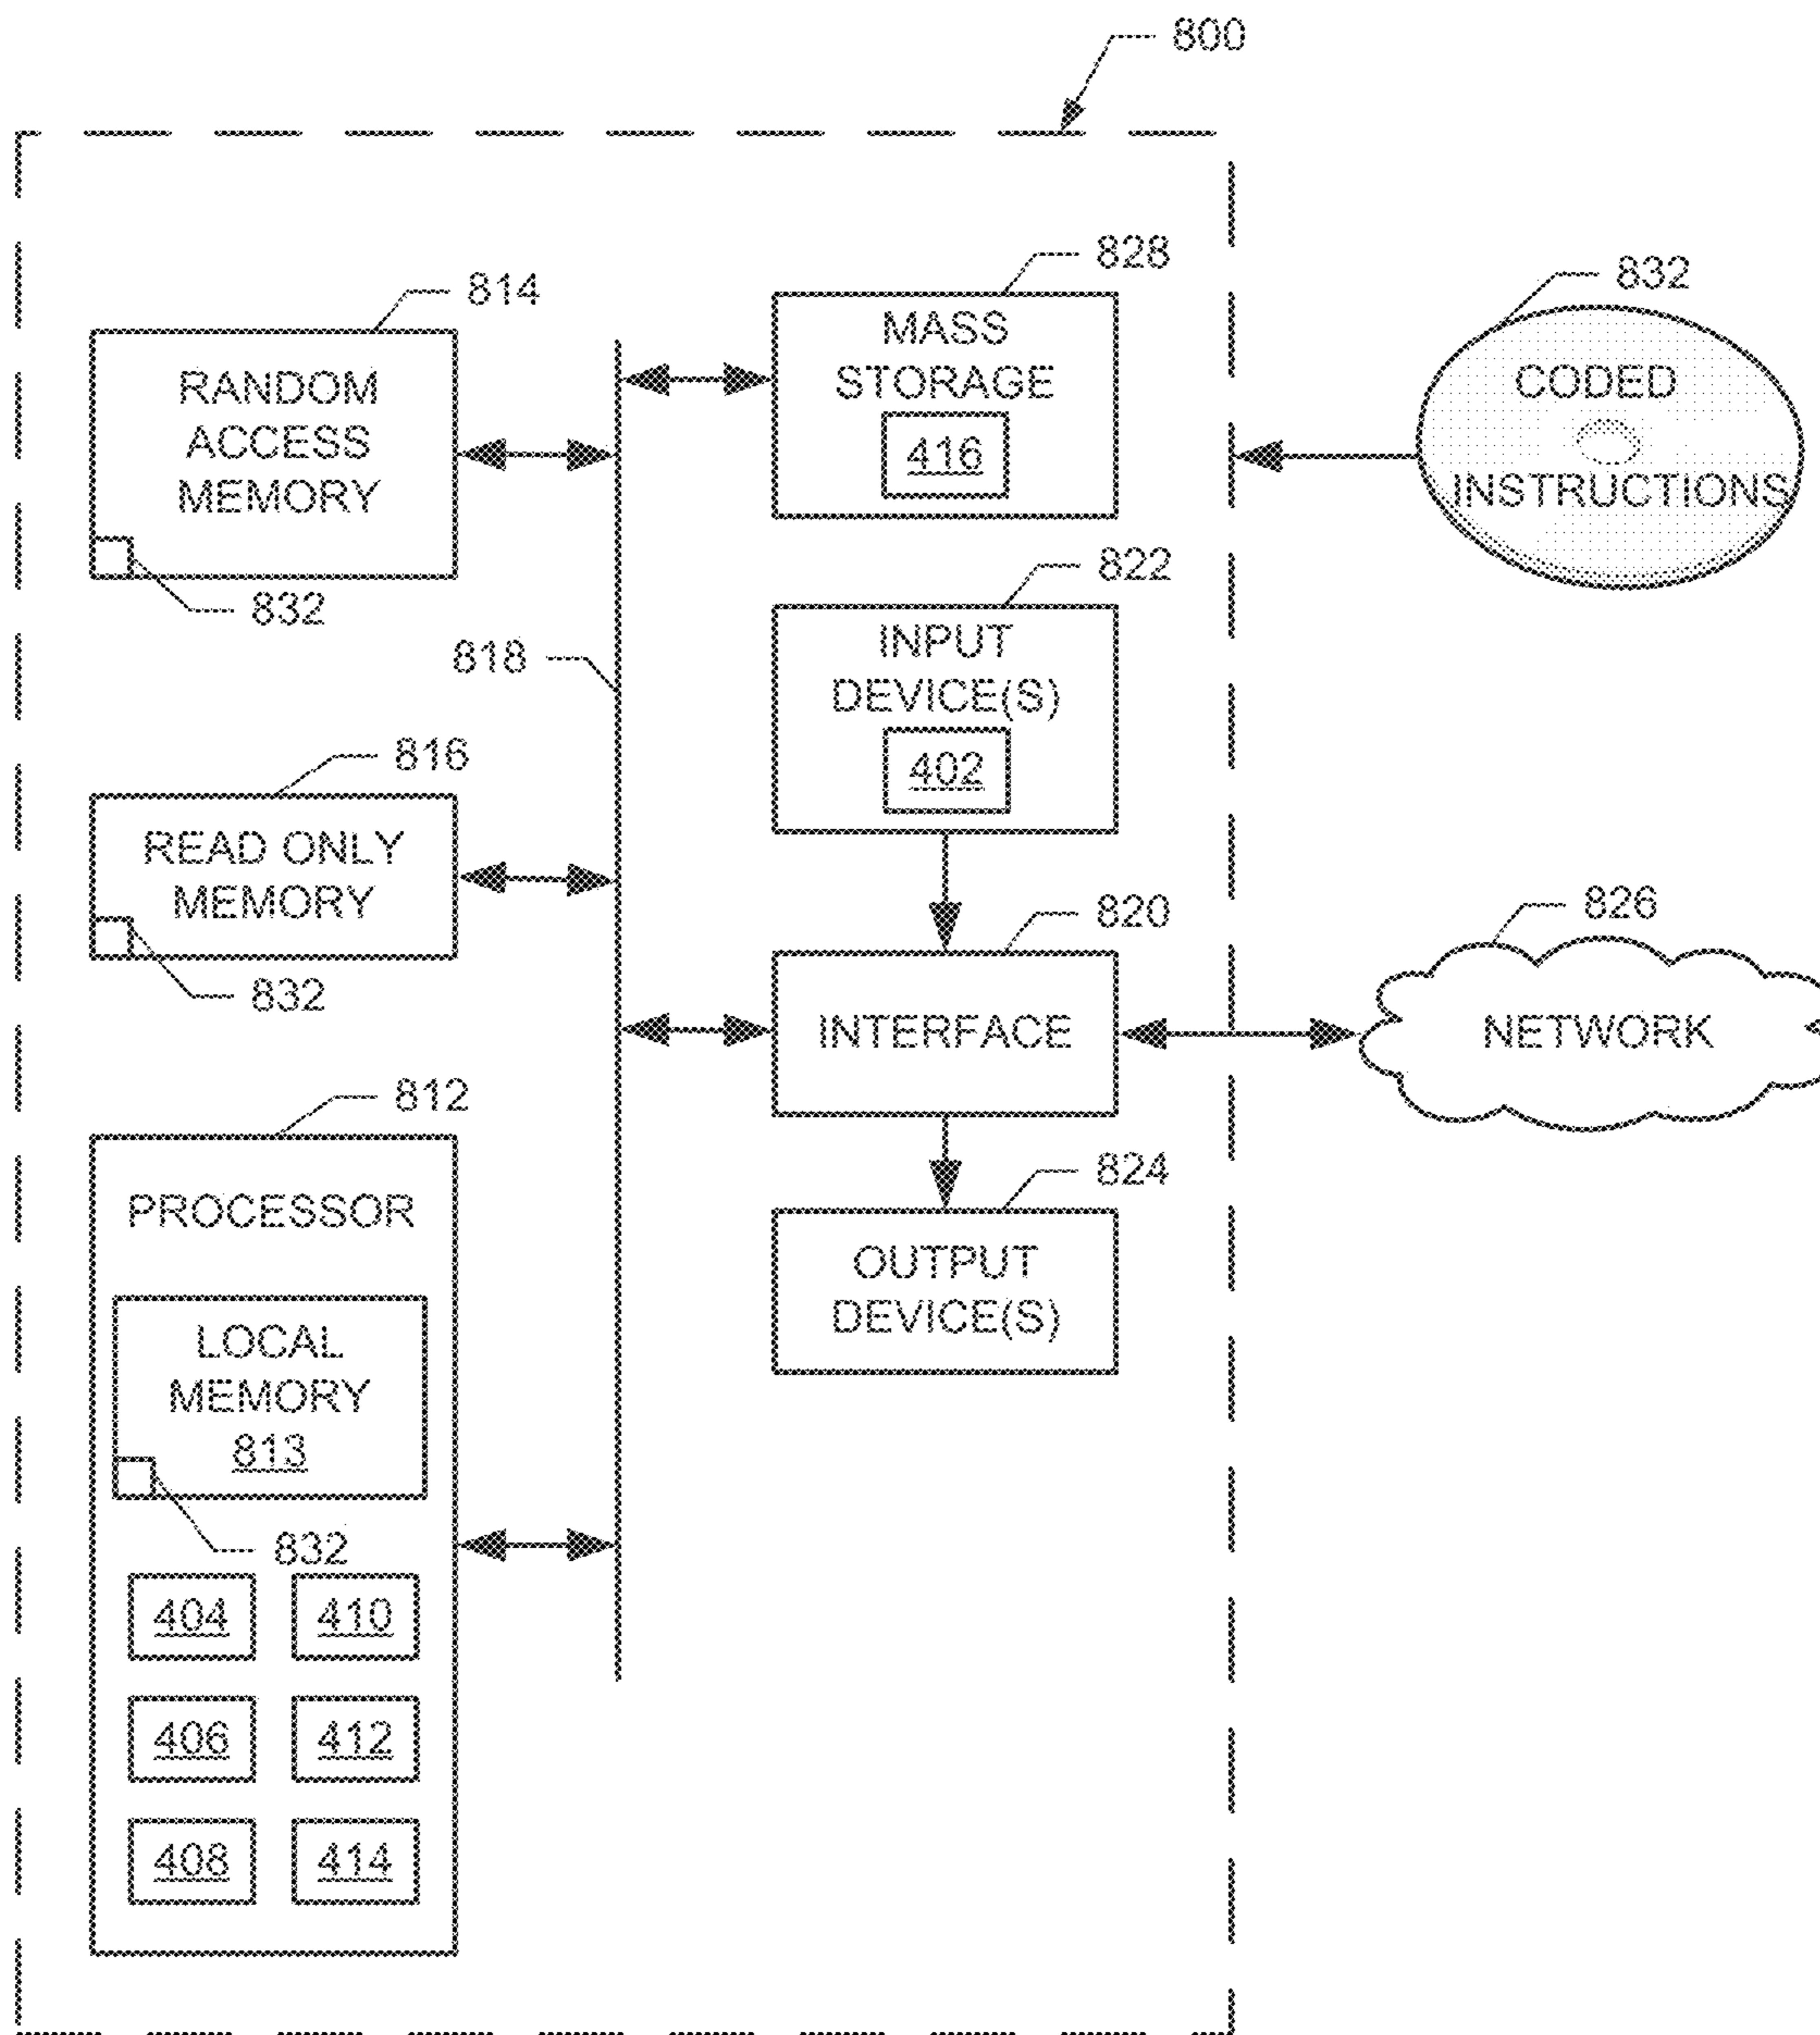 800
828
814
832
MASS
STORAGE
416
RANDOM
ACCESS
MEMORY
CODED
INSTRUCTIONS
822
832
INPUT
DEVICE(S)
402
818
816
READ ONLY
MEMORY
832
820
826
INTERFACE
NETWORK
812
824
PROCESSOR
OUTPUT
DEVICE(S)
LOCAL
MEMORY
813
832
404 410
406 412
408 414